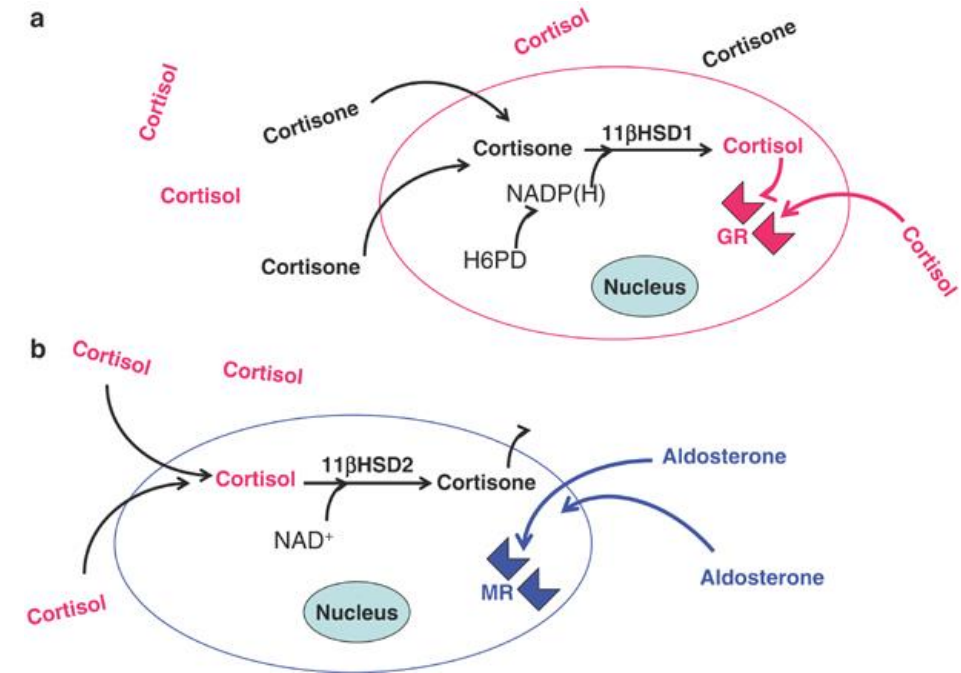 a
Cortisol
Cortisone
Cortisol
Cortisone
Cortisone
11βHSD1
Cortisol
Cortisol
NADP(H)
GR
H6PD
Cortisone
Cortisol
Nucleus
b
Cortisol
Cortisol
Aldosterone
11βHSD2
Cortisol
Cortisone
NAD⁺
Aldosterone
MR
Cortisol
Nucleus